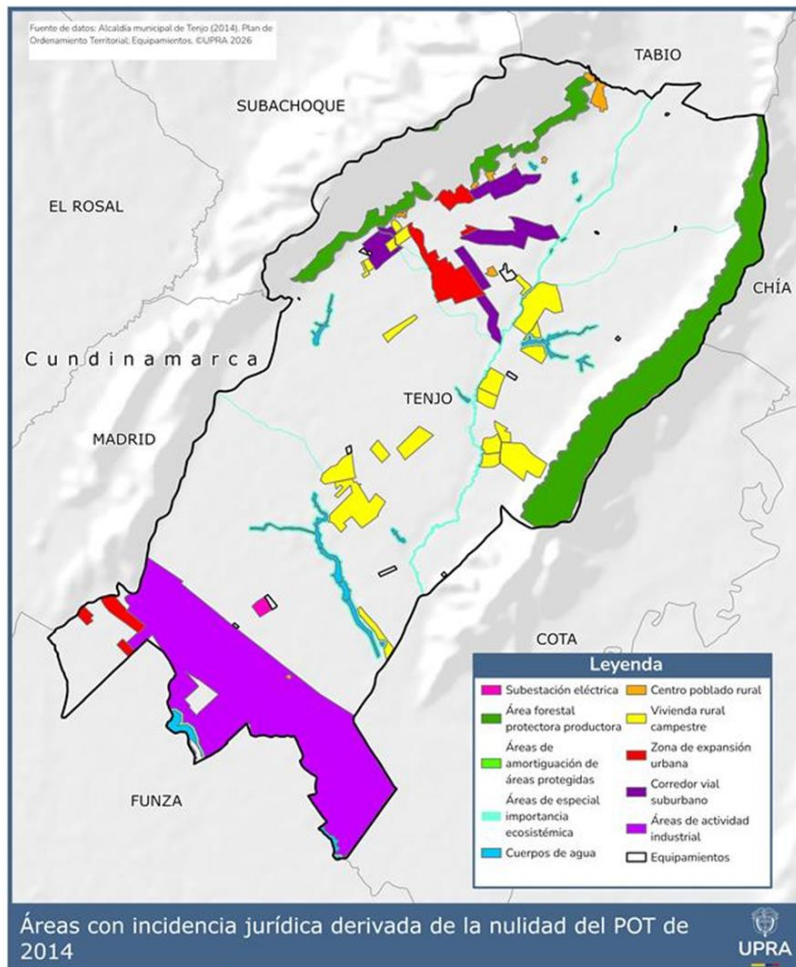 Fuente de datos: Alcaldía municipal de Tenjo (2014). Plan de
Ordenamiento Territorial; Equipamientos. ©UPRA 2026
TABIO
SUBACHOQUE
EL ROSAL
CHÍA
Cundinamarca
TENJO
MADRID
COTA
FUNZA
Leyenda
Subestación eléctrica
Área forestal
protectora productora
Áreas de
amortiguación de
áreas protegidas
Áreas de especial
importancia
ecosistémica
Cuerpos de agua
Centro poblado rural
Vivienda rural
campestre
Zona de expansión
urbana
Corredor vial
suburbano
Áreas de actividad
industrial
Equipamientos
Áreas con incidencia jurídica derivada de la nulidad del POT de
2014
UPRA